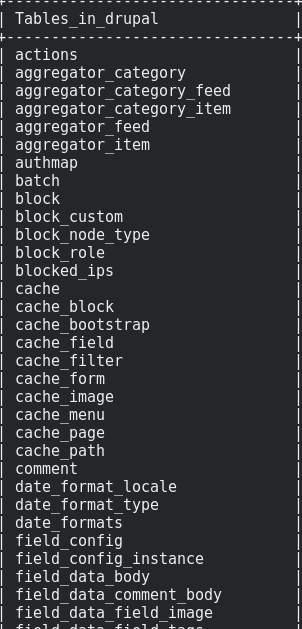 Tables_in_drupal
actions
aggregator_category
aggregator_category_feed
aggregator_category_item
aggregator_feed
aggregator_item
authmap
batch
block
block_custom
block_node_type
block_role
blocked_ips
cache
cache_block
cache_bootstrap
cache_field
cache_filter
cache_form
cache_image
cache_menu
cache_page
cache_path
comment
date_format_locale
date_format_type
date_formats
field_config
field_config_instance
field_data_body
field_data_comment_body
field_data_field_image
field_data_field_tags